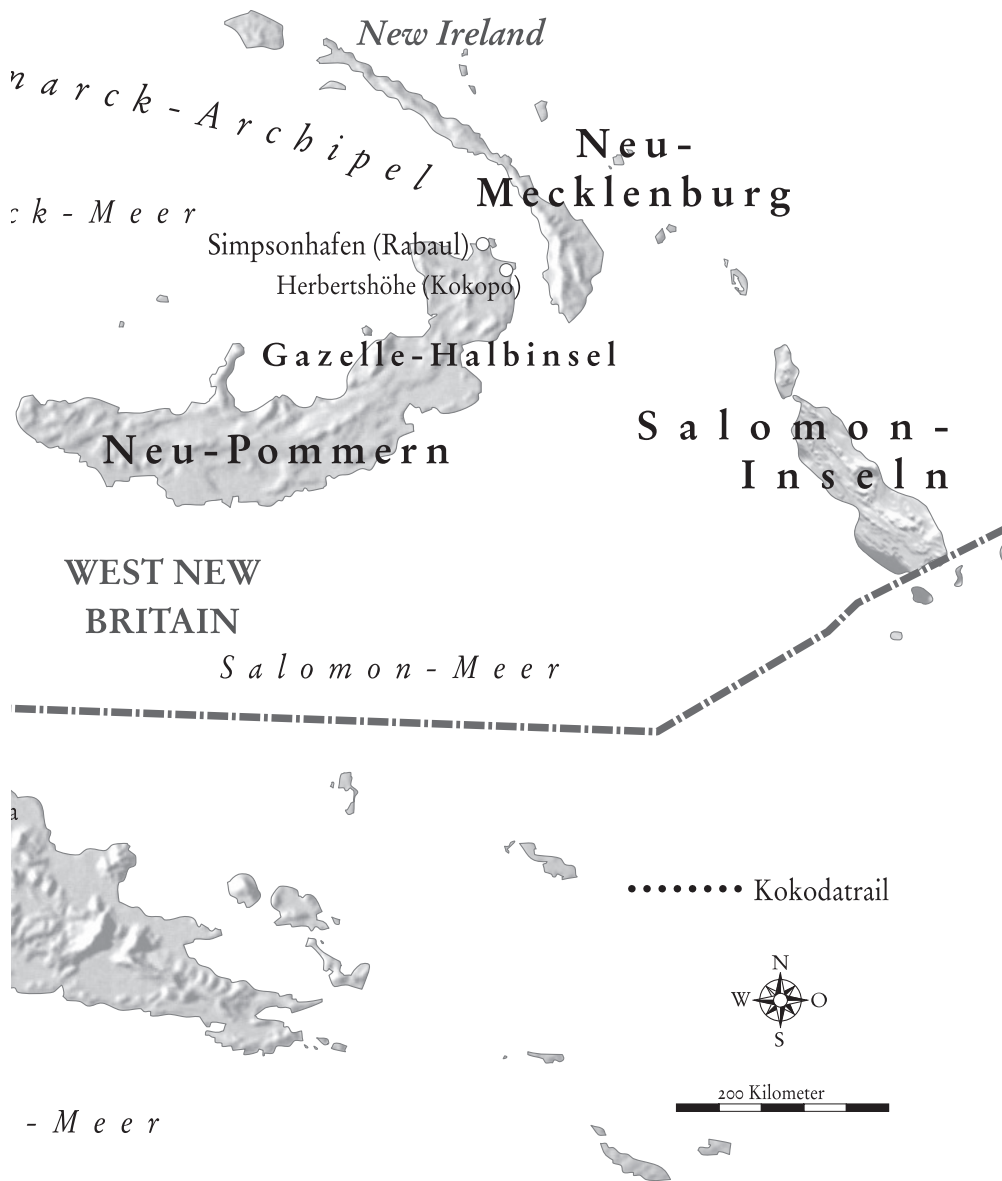 New Ireland
narck-Archipel
Neu-
Mecklenburg
ck-Meer
Simpsonhafen (Rabaul)
Herbertshöhe (Kokopo)
Gazelle-Halbinsel
Salomon-
Inseln
Neu-Pommern
WEST NEW
BRITAIN
Salomon-Meer
a
Kokodatrail
N
W O
S
200 Kilometer
-Meer